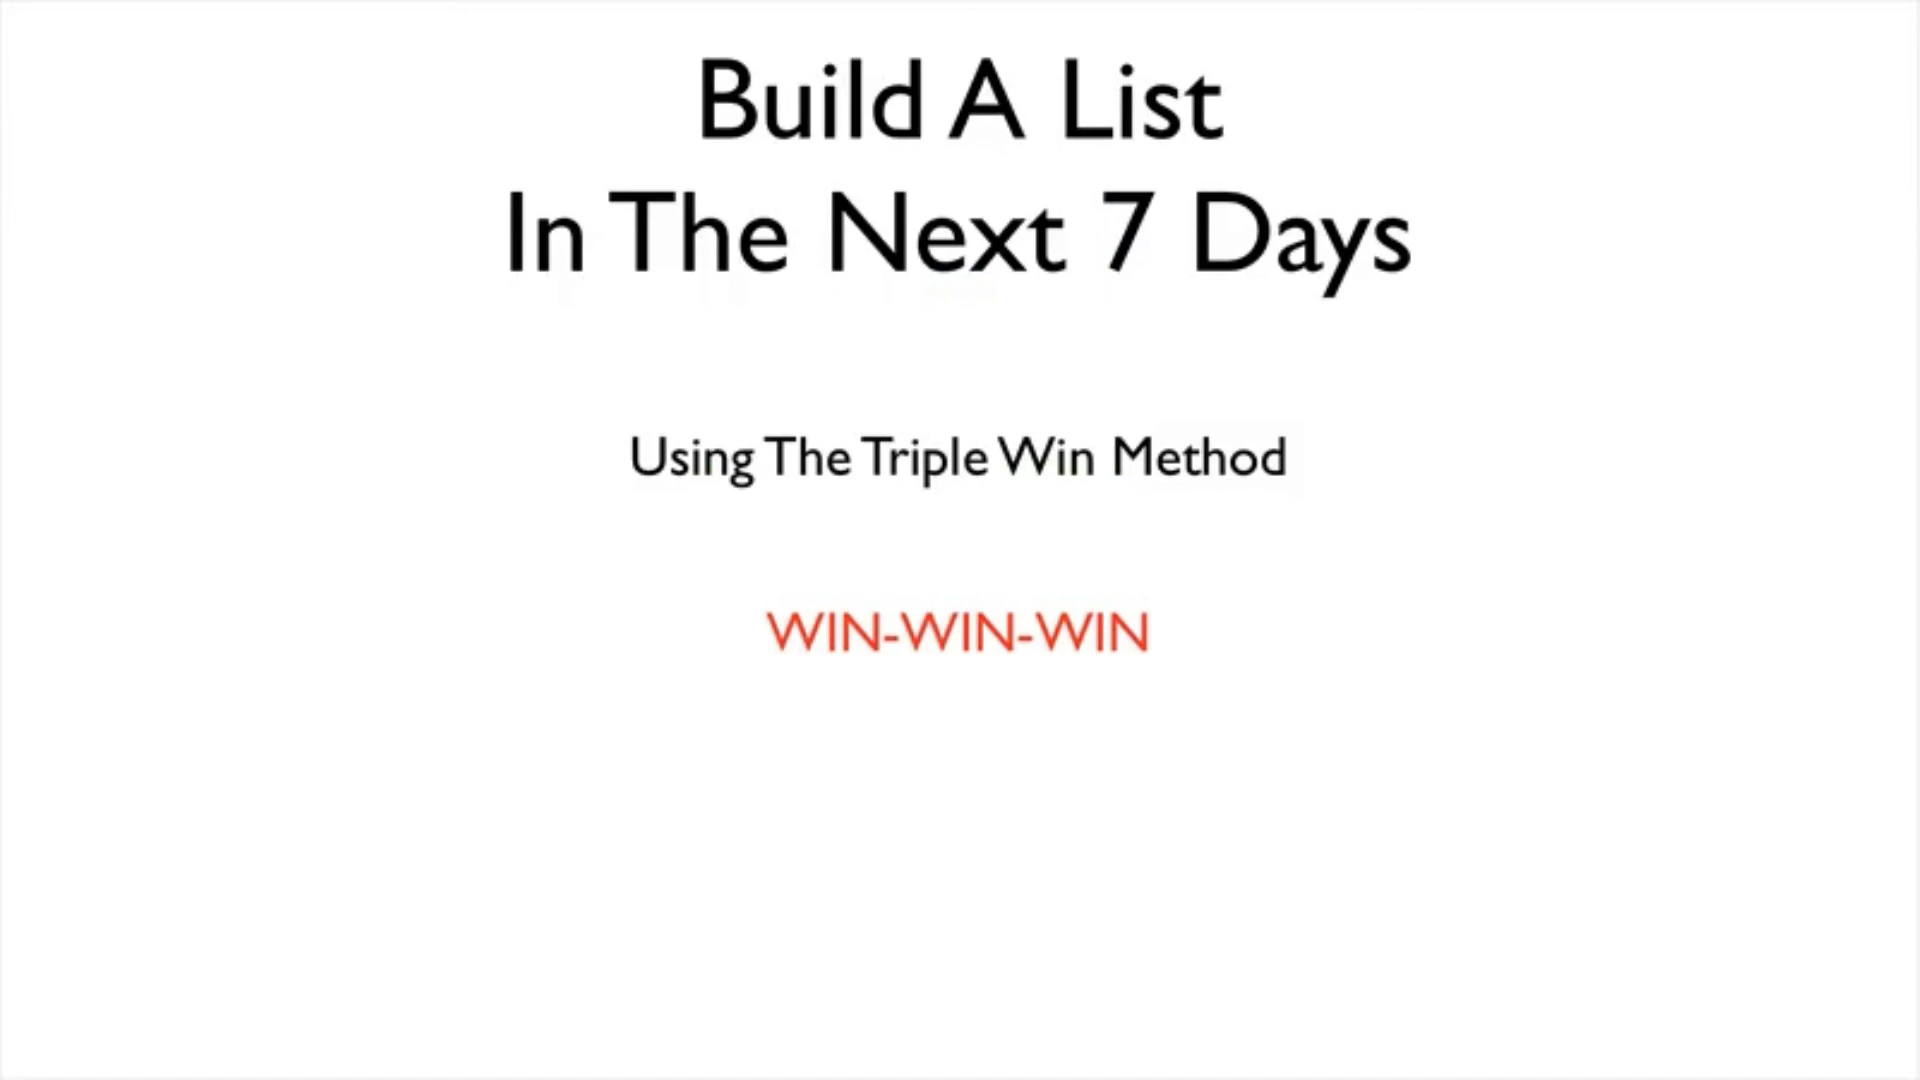 Build A List
In The Next 7 Days
Using The Triple Win Method
WIN-WIN-WIN